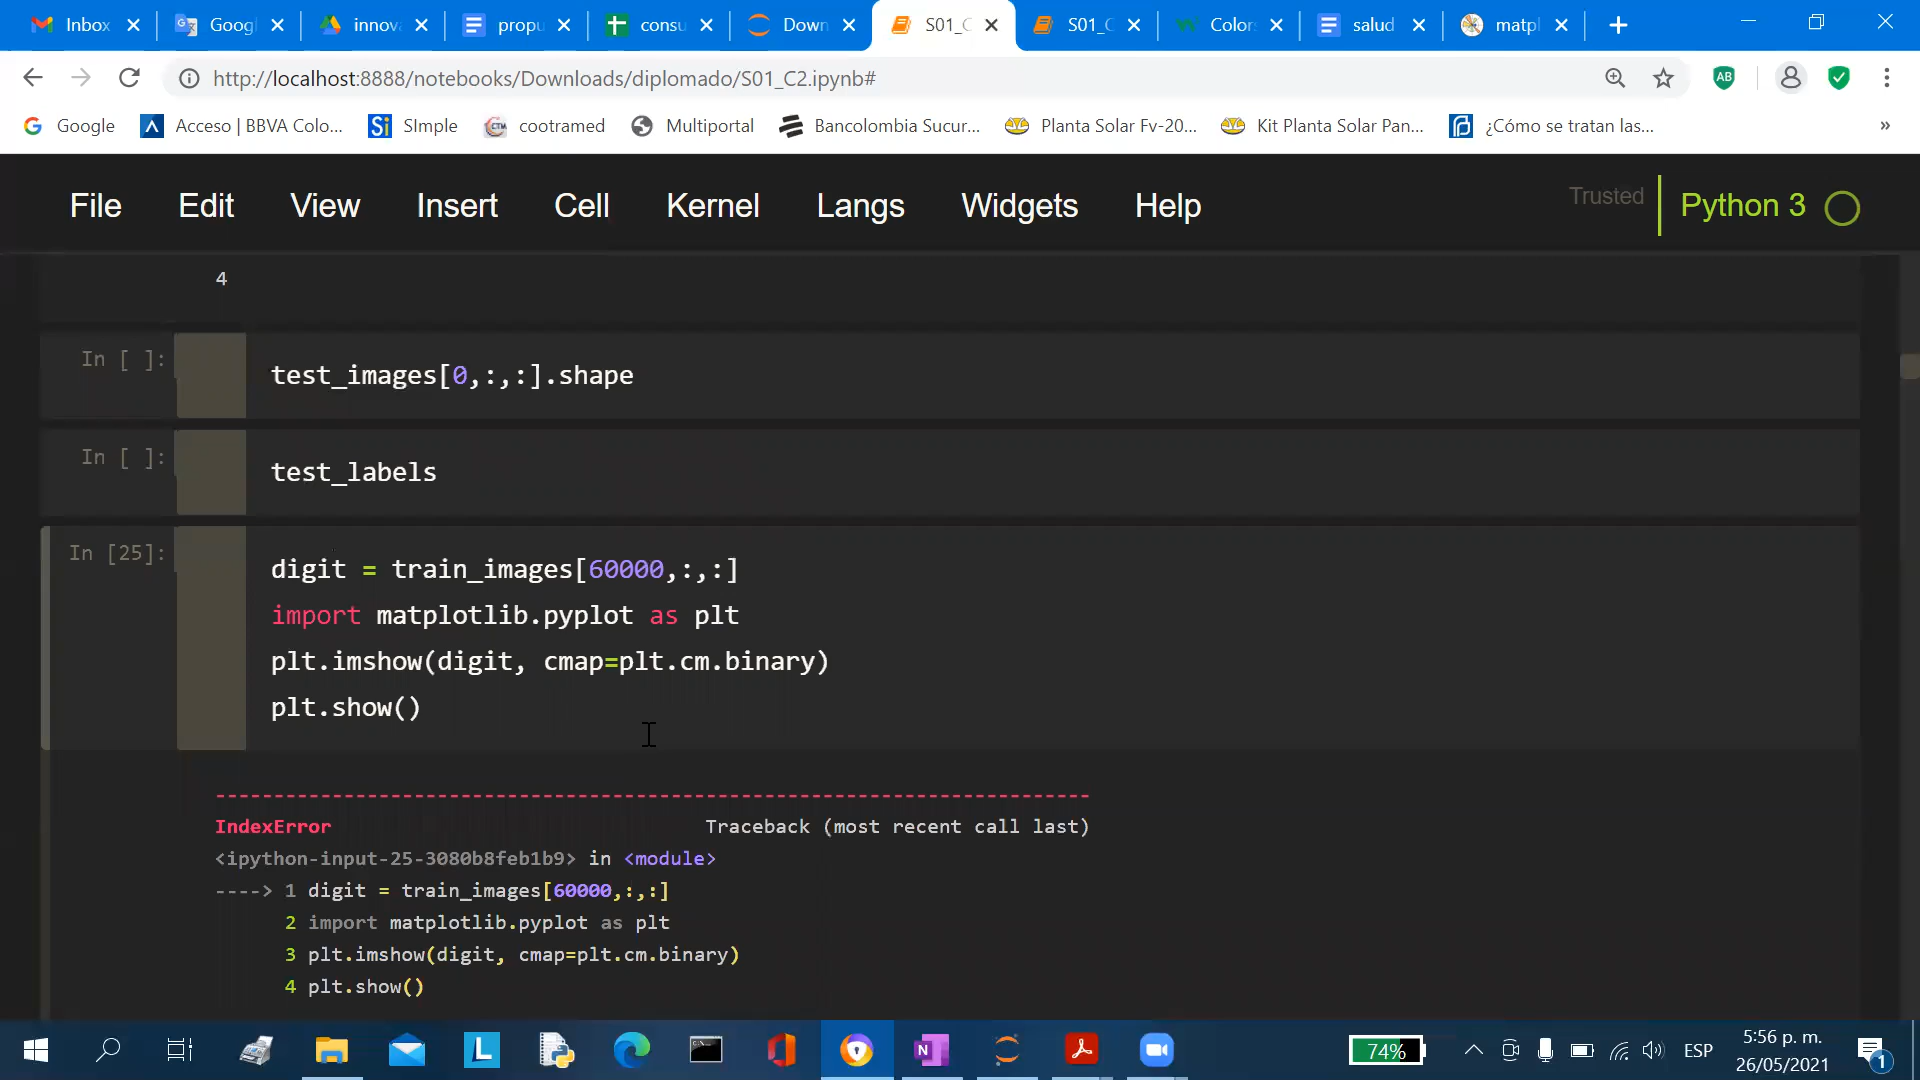 Inbox
Googl
innova
propu
consu
Down
S01_C
S01_C
Color
salud
matpl
http://localhost:8888/notebooks/Downloads/diplomado/S01_C2.ipynb#
AB
Google
Acceso | BBVA Colo...
Si
SImple
cootramed
Multiportal
Bancolombia Sucur...
Planta Solar Fv-20...
Kit Planta Solar Pan...
¿Cómo se tratan las...
»
File Edit View Insert Cell Kernel Langs Widgets Help
Trusted
Python 3
4
In [ ]:
test_images[0,:,:].shape
In [ ]:
test_labels
In [25]:
digit = train_images[60000,:,:]
import matplotlib.pyplot as plt
plt.imshow(digit, cmap=plt.cm.binary)
plt.show()
---------------------------------------------------------------------------
IndexError Traceback (most recent call last)
<ipython-input-25-3080b8feb1b9> in <module>
----> 1 digit = train_images[60000,:,:]
2 import matplotlib.pyplot as plt
3 plt.imshow(digit, cmap=plt.cm.binary)
4 plt.show()
L
N
74%
ESP
5:56 p. m.
26/05/2021
1